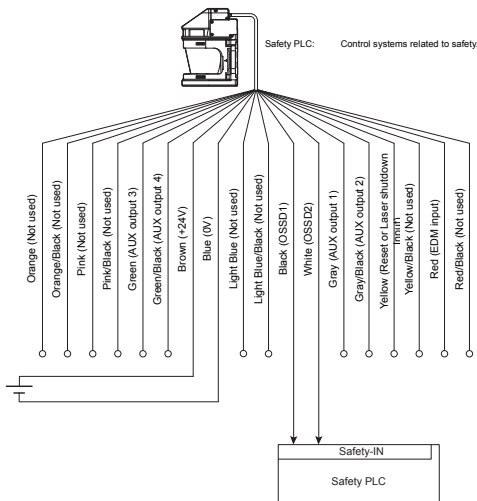 Safety PLC: Control systems related to safety.
Orange (Not used)
Orange/Black (Not used)
Pink (Not used)
Pink/Black (Not used)
Green (AUX output 3)
Green/Black (AUX output 4)
Brown (+24V)
Blue (0V)
Light Blue (Not used)
Light Blue/Black (Not used)
Black (OSSD1)
White (OSSD2)
Gray (AUX output 1)
Gray/Black (AUX output 2)
Yellow (Reset or Laser shutdown
input)
Yellow/Black (Not used)
Red (EDM input)
Red/Black (Not used)
Safety-IN
Safety PLC